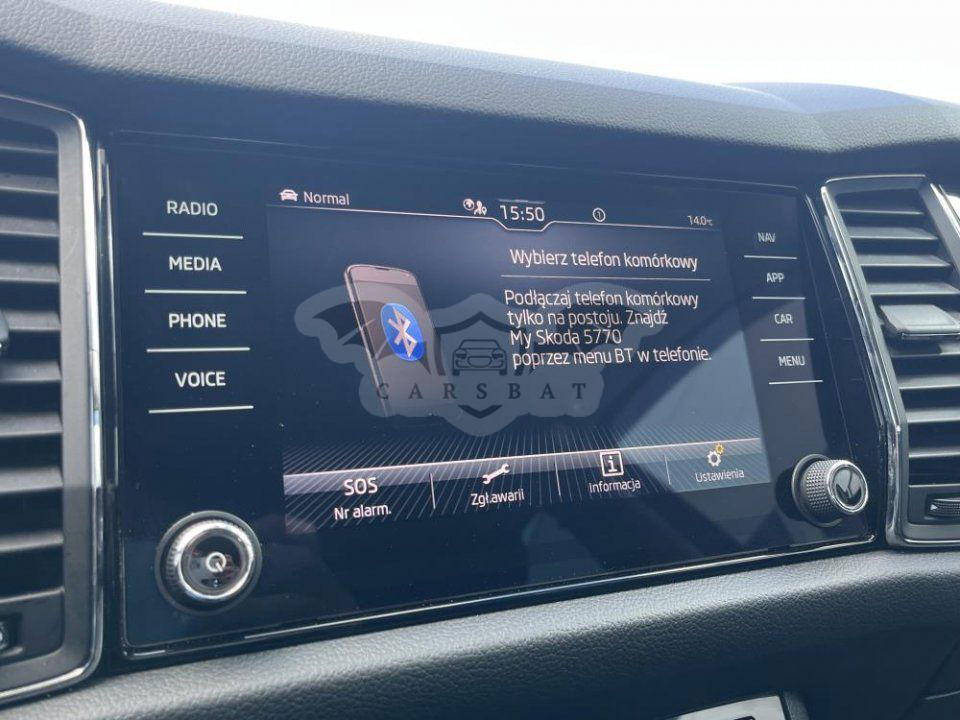 RADIO
MEDIA
PHONE
VOICE
Normal
15:50
14.0°C
Wybierz telefon komórkowy
Podłączaj telefon komórkowy
tylko na postoju. Znajdź
My Skoda 5770
poprzez menu BT w telefonie.
CARSBAT
SOS
Nr alarm.
Zgł.awarii
Informacja
Ustawienia
NAV
APP
CAR
MENU